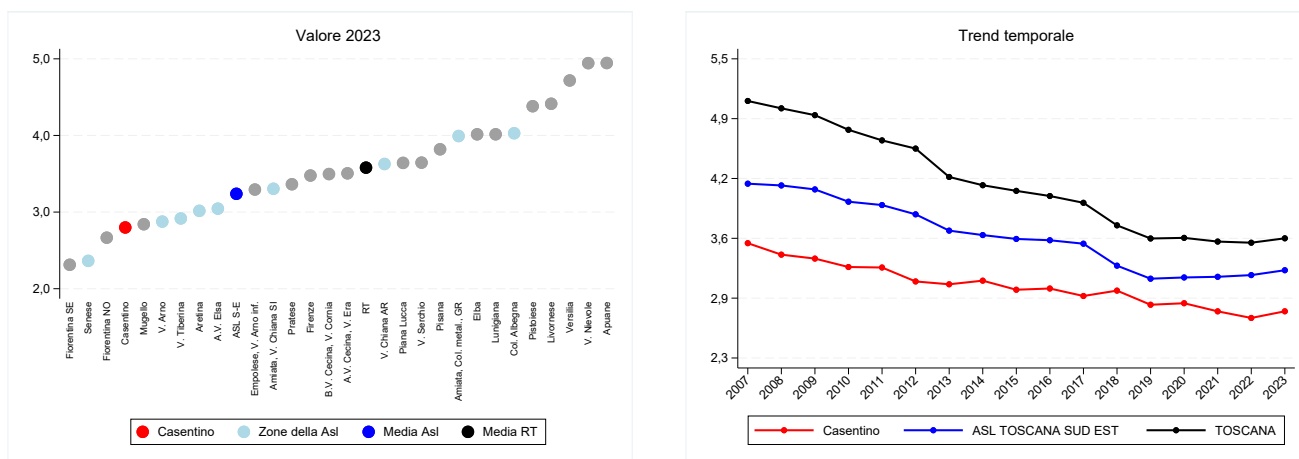 Valore 2023
5,0
4,0
3,0
2,0
Fiorentina SE
Senese
Fiorentina NO
Casentino
Mugello
V. Arno
V. Tiberina
Aretina
A.V. Elsa
ASL S-E
Empolese, V. Arno inf.
Amiata, V. Chiana SI
Pratese
Firenze
B.V. Cecina, V. Cornia
A.V. Cecina, V. Era
RT
V. Chiana AR
Piana Lucca
V. Serchio
Pisana
Amiata, Col. metal., GR
Elba
Lunigiana
Col. Albegna
Pistoiese
Livornese
Versilia
V. Nievole
Apuane
Casentino Zone della Asl Media Asl Media RT
Trend temporale
5,5
4,9
4,2
3,6
2,9
2,3
2007 2008 2009 2010 2011 2012 2013 2014 2015 2016 2017 2018 2019 2020 2021 2022 2023
Casentino ASL TOSCANA SUD EST TOSCANA